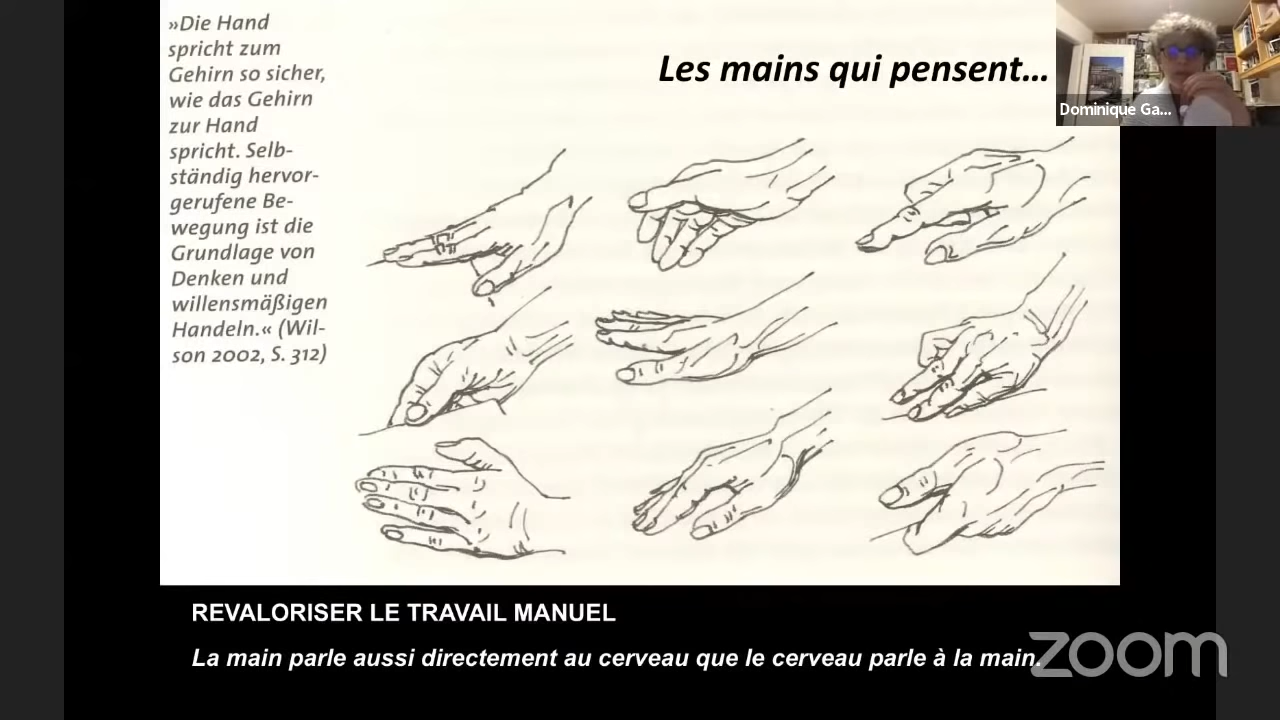 »Die Hand
spricht zum
Gehirn so sicher,
wie das Gehirn
zur Hand
spricht. Selb-
ständig hervor-
gerufene Be-
wegung ist die
Grundlage von
Denken und
willensmäßigen
Handeln.« (Wil-
son 2002, S. 312)
Les mains qui pensent...
Dominique Ga...
REVALORISER LE TRAVAIL MANUEL
La main parle aussi directement au cerveau que le cerveau parle à la main.
zoom